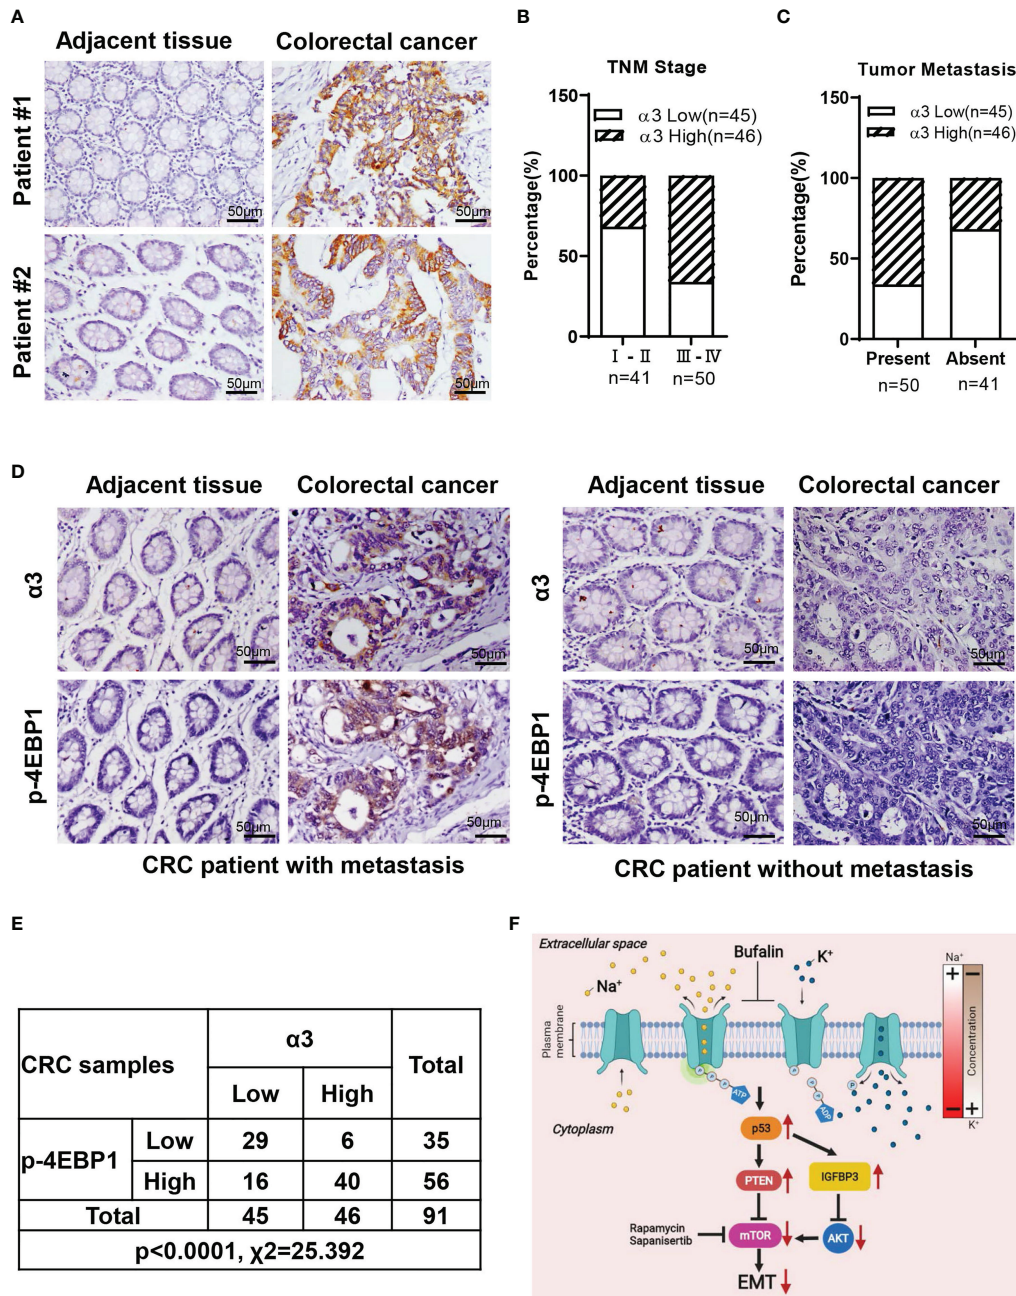 A
Adjacent tissue
Colorectal cancer
Patient #1
50μm
50μm
Patient #2
50μm
50μm
B
TNM Stage
α3 Low(n=45)
α3 High(n=46)
Percentage(%)
150
100
50
0
I - II
III - IV
n=41
n=50
C
Tumor Metastasis
α3 Low(n=45)
α3 High(n=46)
Percentage(%)
150
100
50
0
Present
Absent
n=50
n=41
D
Adjacent tissue
Colorectal cancer
Adjacent tissue
Colorectal cancer
α3
50μm
50μm
50μm
50μm
p-4EBP1
50μm
50μm
50μm
50μm
CRC patient with metastasis
CRC patient without metastasis
E
CRC samples
α3
Total
Low
High
p-4EBP1
Low
29
6
35
High
16
40
56
Total
45
46
91
p<0.0001, χ2=25.392
F
Extracellular space
Bufalin
K⁺
Na⁺
Na⁺
+
−
Plasma
membrane
Concentration
−
+
K⁺
P
P
P
ATP
P
P
P
ADP
P
Cytoplasm
p53
PTEN
IGFBP3
Rapamycin
Sapanisertib
mTOR
AKT
EMT